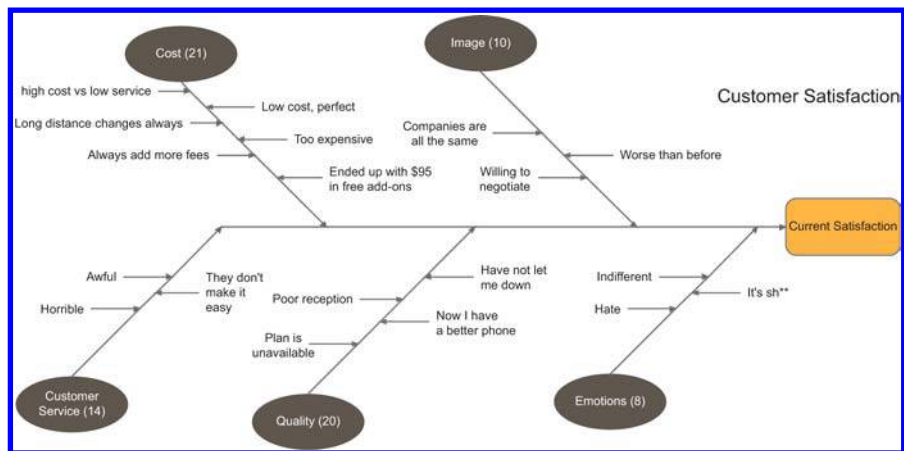 Cost (21)
Image (10)
Customer Satisfaction
high cost vs low service
Low cost, perfect
Long distance changes always
Too expensive
Always add more fees
Ended up with $95
in free add-ons
Companies are
all the same
Worse than before
Willing to
negotiate
Current Satisfaction
Awful
They don't
make it
easy
Horrible
Have not let
me down
Poor reception
Now I have
a better phone
Plan is
unavailable
Indifferent
It's sh**
Hate
Customer
Service (14)
Quality (20)
Emotions (8)